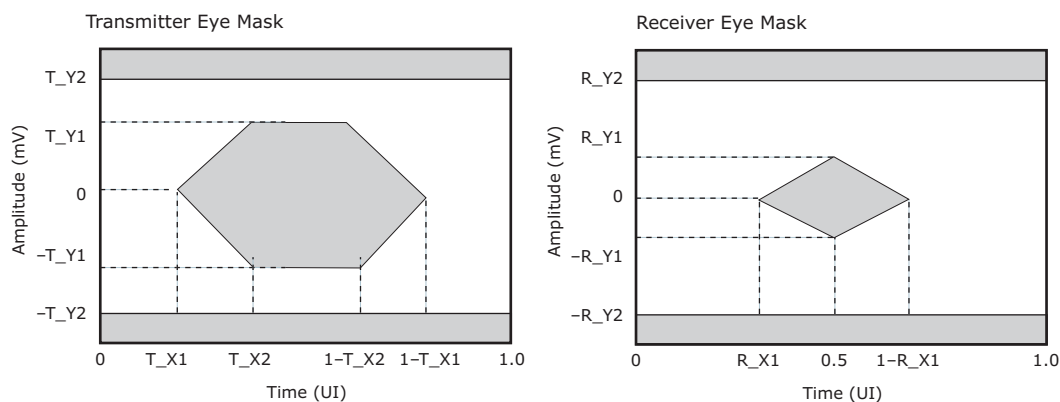 Transmitter Eye Mask
T_Y2
T_Y1
0
–T_Y1
–T_Y2
Amplitude (mV)
0
T_X1
T_X2
1–T_X2
1–T_X1
1.0
Time (UI)
Receiver Eye Mask
R_Y2
R_Y1
0
–R_Y1
–R_Y2
Amplitude (mV)
0
R_X1
0.5
1–R_X1
1.0
Time (UI)